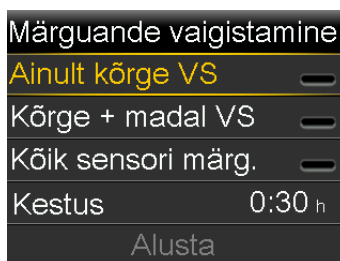 Märguande vaigistamine
Ainult kõrge VS
Kõrge + madal VS
Kõik sensori märg.
Kestus 0:30 h
Alusta